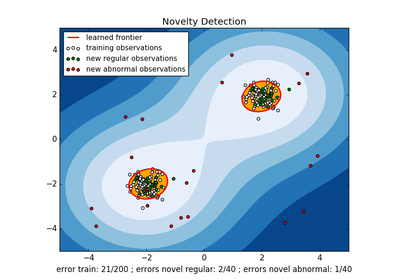 Novelty Detection
learned frontier
training observations
new regular observations
new abnormal observations
4
2
0
−2
−4
−4
−2
0
2
4
error train: 21/200 ; errors novel regular: 2/40 ; errors novel abnormal: 1/40